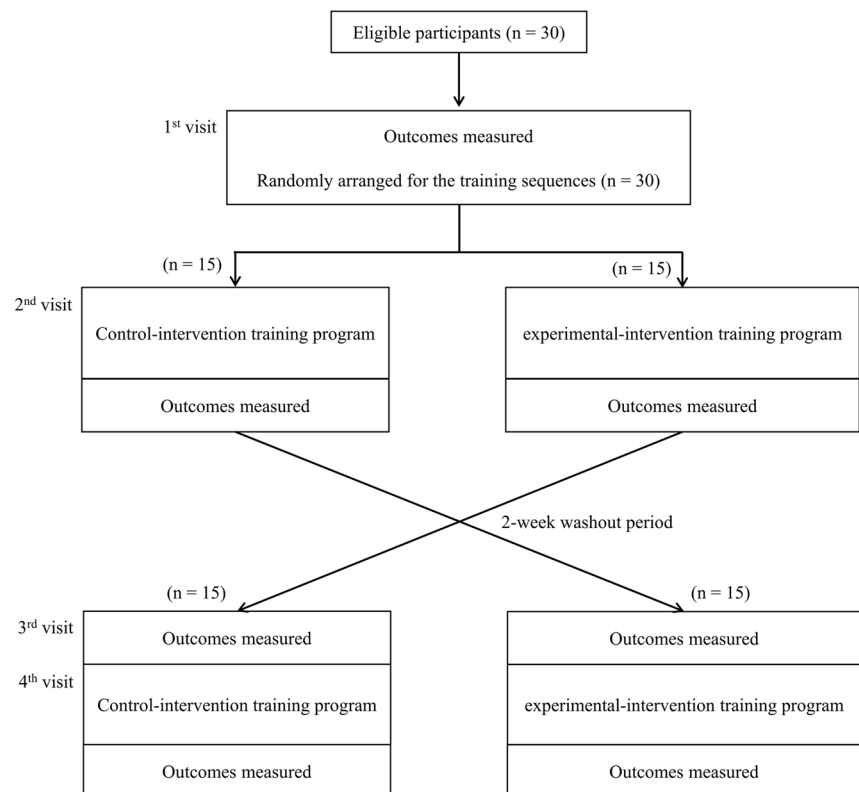 Eligible participants (n = 30)
1st visit
Outcomes measured
Randomly arranged for the training sequences (n = 30)
(n = 15)
(n = 15)
2nd visit
Control-intervention training program
experimental-intervention training program
Outcomes measured
Outcomes measured
2-week washout period
(n = 15)
(n = 15)
3rd visit
Outcomes measured
Outcomes measured
4th visit
Control-intervention training program
experimental-intervention training program
Outcomes measured
Outcomes measured